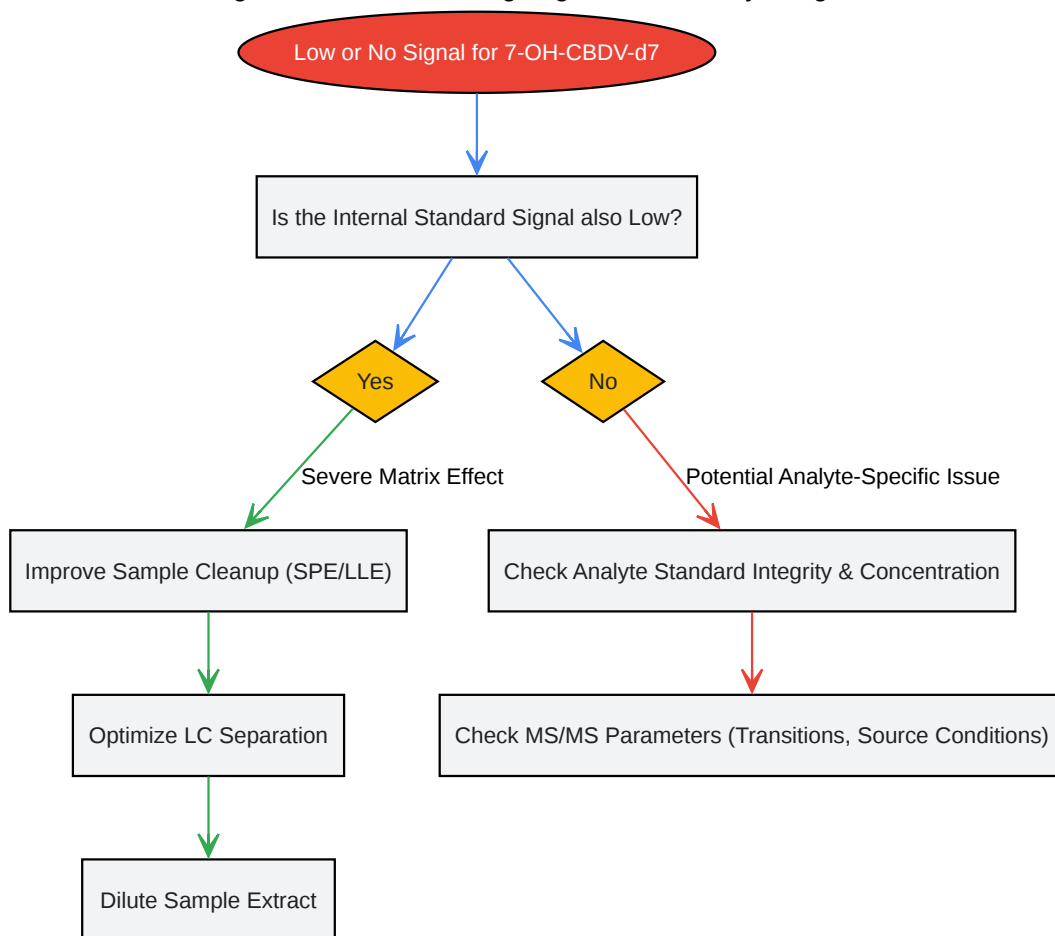 Low or No Signal for 7-OH-CBDV-d7
Is the Internal Standard Signal also Low?
Yes
No
Severe Matrix Effect
Potential Analyte-Specific Issue
Improve Sample Cleanup (SPE/LLE)
Check Analyte Standard Integrity & Concentration
Optimize LC Separation
Check MS/MS Parameters (Transitions, Source Conditions)
Dilute Sample Extract